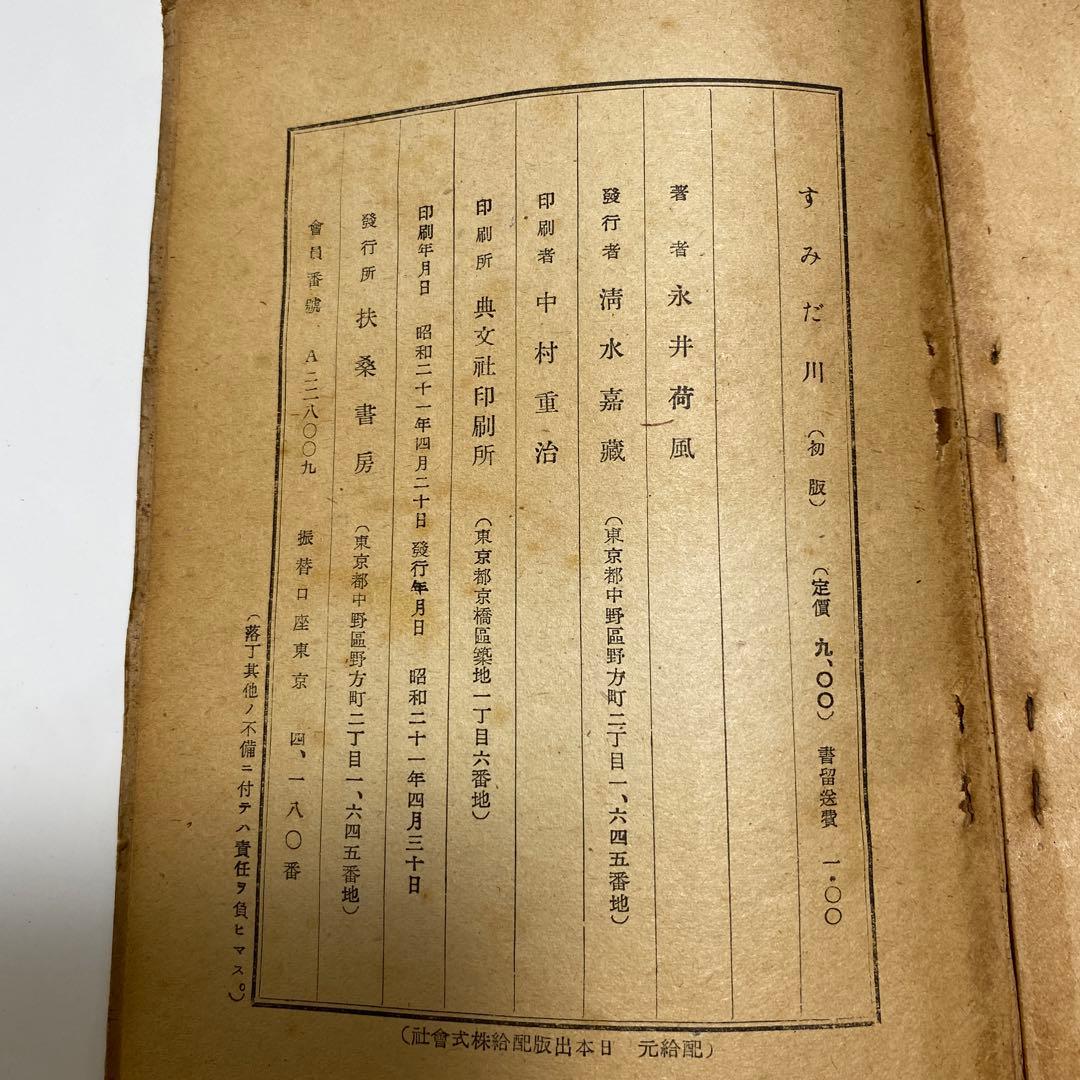 すみだ川 (初版) (定價 九、〇〇) 書留送費 一・〇〇
著者 永井荷風
發行者 淸水嘉藏 (東京都中野區野方町二丁目一、六四五番地)
印刷者 中村重治
印刷所 典文社印刷所 (東京都京橋區築地一丁目六番地)
印刷年月日 昭和二十一年四月二十日 發行年月日 昭和二十一年四月三十日
發行所 扶桑書房 (東京都中野區野方町二丁目一、六四五番地)
會員番號 A二二八〇〇九 振替口座東京 四、一八〇番
(落丁其他ノ不備ニ付テハ責任ヲ負ヒマス。)
(配給元 日本出版配給株式會社)